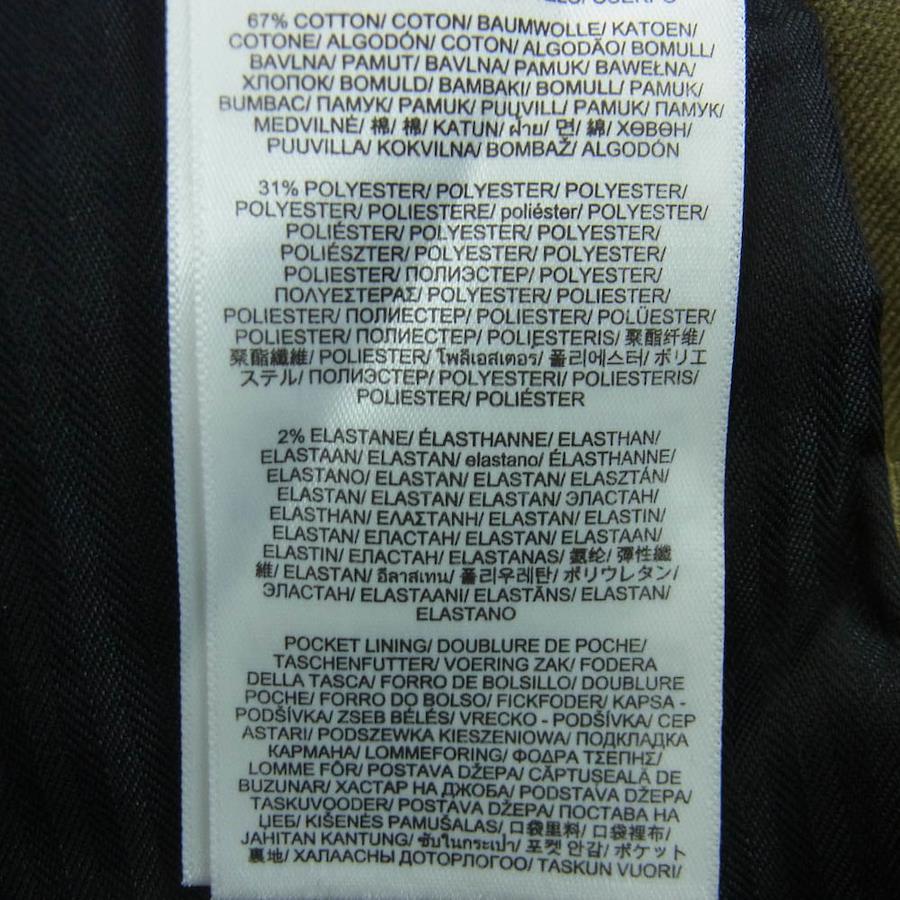 67% COTTON/ COTON/ BAUMWOLLE/ KATOEN/
COTONE/ ALGODÓN/ COTON/ ALGODÃO/ BOMULL/
BAVLNA/ PAMUT/ BAVLNA/ PAMUK/ BAWEŁNA/
ХЛОПОК/ BOMULD/ BAMBAKI/ BOMULL/ PAMUK/
BUMBAC/ ПАМУК/ PAMUK/ PUUVILL/ PAMUK/ ПАМУК/
MEDVILNĖ/ 棉/ 棉/ KATUN/ ฝ้าย/ 면/ 綿/ ХӨВӨН/
PUUVILLA/ KOKVILNA/ BOMBAŽ/ ALGODÓN
31% POLYESTER/ POLYESTER/ POLYESTER/
POLYESTER/ POLIESTERE/ poliéster/ POLYESTER/
POLIÉSTER/ POLYESTER/ POLYESTER/
POLIÉSZTER/ POLYESTER/ POLYESTER/
POLIESTER/ ПОЛИЭСТЕР/ POLYESTER/
ΠΟΛΥΕΣΤΕΡΑΣ/ POLYESTER/ POLIESTER/
POLIESTER/ ПОЛИЕСТЕР/ POLIESTER/ POLÜESTER/
POLIESTER/ ПОЛИЕСТЕР/ POLIESTERIS/ 聚酯纤维/
聚酯纖維/ POLIESTER/ โพลีเอสเตอร์/ 폴리에스터/ ポリエ
ステル/ ПОЛИЭСТЕР/ POLYESTERI/ POLIESTERIS/
POLIESTER/ POLIÉSTER
2% ELASTANE/ ÉLASTHANNE/ ELASTHAN/
ELASTAAN/ ELASTAN/ elastano/ ÉLASTHANNE/
ELASTANO/ ELASTAN/ ELASTAN/ ELASZTÁN/
ELASTAN/ ELASTAN/ ELASTAN/ ЭЛАСТАН/
ELASTHAN/ ΕΛΑΣΤΑΝΗ/ ELASTAN/ ELASTIN/
ELASTAN/ ЕЛАСТАН/ ELASTAN/ ELASTAAN/
ELASTIN/ ЕЛАСТАН/ ELASTANAS/ 氨纶/ 彈性纖
維/ ELASTAN/ อีลาสเทน/ 폴리우레탄/ ポリウレタン/
ЭЛАСТАН/ ELASTAANI/ ELASTĀNS/ ELASTAN/
ELASTANO
POCKET LINING/ DOUBLURE DE POCHE/
TASCHENFUTTER/ VOERING ZAK/ FODERA
DELLA TASCA/ FORRO DE BOLSILLO/ DOUBLURE
POCHE/ FORRO DO BOLSO/ FICKFODER/ KAPSA -
PODŠÍVKA/ ZSEB BÉLÉS/ VRECKO - PODŠÍVKA/ CEP
ASTARI/ PODSZEWKA KIESZENIOWA/ ПОДКЛАДКА
КАРМАНА/ LOMMEFORING/ ΦΟΔΡΑ ΤΣΕΠΗΣ/
LOMME FÔR/ POSTAVA DŽEPA/ CĂPTUSEALĂ DE
BUZUNAR/ ХАСТАР НА ДЖОБА/ PODSTAVA DŽEPA/
TASKUVOODER/ POSTAVA DŽEPA/ ПОСТАВА НА
ЏЕБ/ KIŠENĖS PAMUŠALAS/ 口袋里料/ 口袋裡布/
JAHITAN KANTUNG/ ซับในกระเป๋า/ 포켓 안감/ ポケット
裏地/ ХАЛААСНЫ ДОТОРЛОГОО/ TASKUN VUORI/